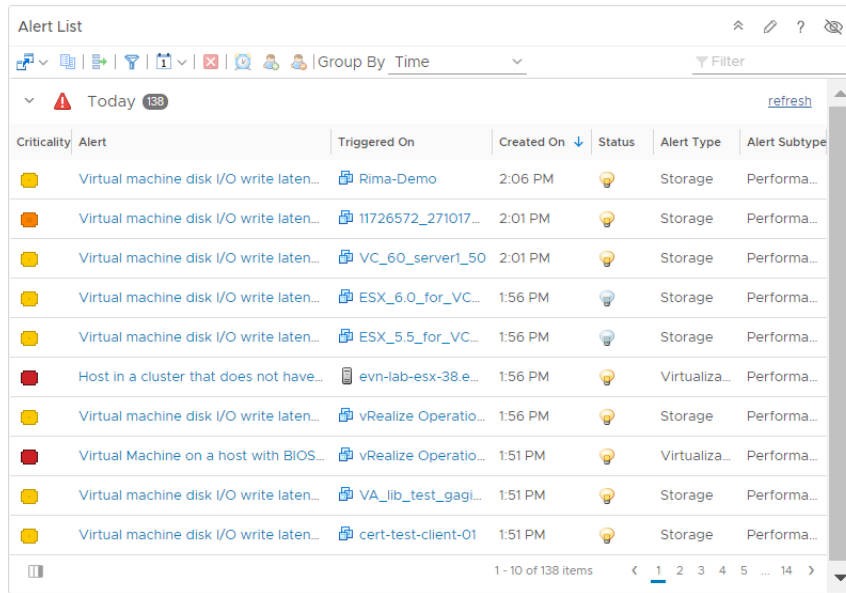 Alert List ?
1 Group By Time Filter
Today 138 refresh
Criticality Alert Triggered On Created On Status Alert Type Alert Subtype
Virtual machine disk I/O write laten... Rima-Demo 2:06 PM Storage Performa...
Virtual machine disk I/O write laten... 11726572_271017... 2:01 PM Storage Performa...
Virtual machine disk I/O write laten... VC_60_server1_50 2:01 PM Storage Performa...
Virtual machine disk I/O write laten... ESX_6.0_for_VC... 1:56 PM Storage Performa...
Virtual machine disk I/O write laten... ESX_5.5_for_VC... 1:56 PM Storage Performa...
Host in a cluster that does not have... evn-lab-esx-38.e... 1:56 PM Virtualiza... Performa...
Virtual machine disk I/O write laten... vRealize Operatio... 1:56 PM Storage Performa...
Virtual Machine on a host with BIOS... vRealize Operatio... 1:51 PM Virtualiza... Performa...
Virtual machine disk I/O write laten... VA_lib_test_gagi... 1:51 PM Storage Performa...
Virtual machine disk I/O write laten... cert-test-client-01 1:51 PM Storage Performa...
1 - 10 of 138 items 1 2 3 4 5 ... 14